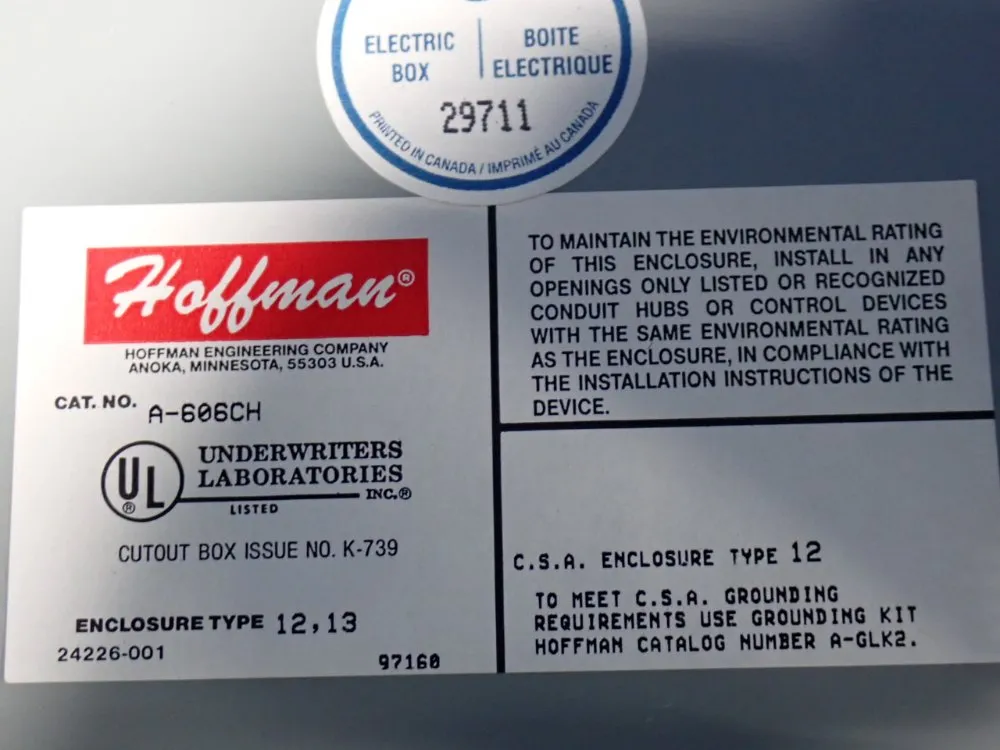 ELECTRIC BOX
BOITE ELECTRIQUE
29711
PRINTED IN CANADA / IMPRIMÉ AU CANADA
Hoffman®
HOFFMAN ENGINEERING COMPANY
ANOKA, MINNESOTA, 55303 U.S.A.
CAT. NO. A-606CH
UL®
UNDERWRITERS
LABORATORIES
INC.®
LISTED
CUTOUT BOX ISSUE NO. K-739
ENCLOSURE TYPE 12,13
24226-001
97160
TO MAINTAIN THE ENVIRONMENTAL RATING
OF THIS ENCLOSURE, INSTALL IN ANY
OPENINGS ONLY LISTED OR RECOGNIZED
CONDUIT HUBS OR CONTROL DEVICES
WITH THE SAME ENVIRONMENTAL RATING
AS THE ENCLOSURE, IN COMPLIANCE WITH
THE INSTALLATION INSTRUCTIONS OF THE
DEVICE.
C.S.A. ENCLOSURE TYPE 12
TO MEET C.S.A. GROUNDING
REQUIREMENTS USE GROUNDING KIT
HOFFMAN CATALOG NUMBER A-GLK2.